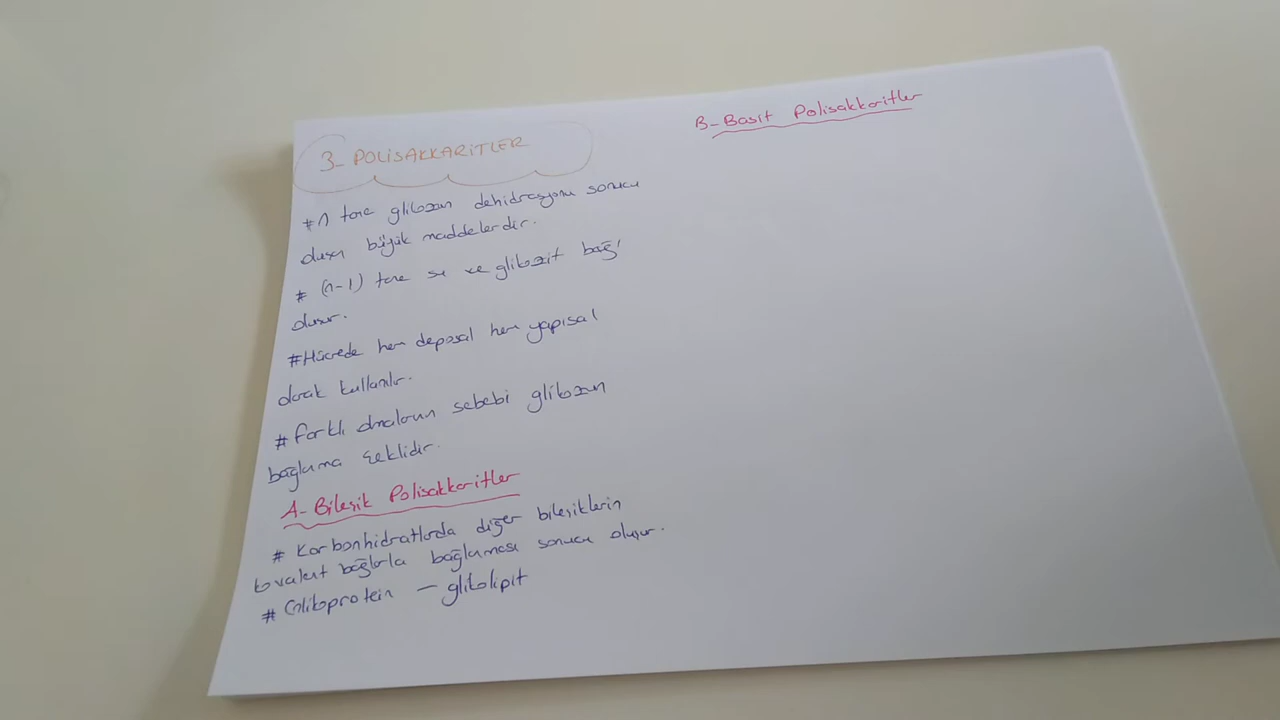 3- POLİSAKKARİTLER
# n tane glikozun dehidrasyonu sonucu
oluşan büyük maddelerdir.
# (n-1) tane su ve glikozit bağı
oluşur.
# Hücrede hem deposal hem yapısal
olarak kullanılır.
# Farklı olmalarının sebebi glikozun
bağlanma şeklidir.
A- Bileşik Polisakkaritler
# Karbonhidratlarda diğer bileşiklerin
kovalent bağlarla bağlanması sonucu oluşur.
# Glikoprotein - glikolipit
B- Basit Polisakkaritler